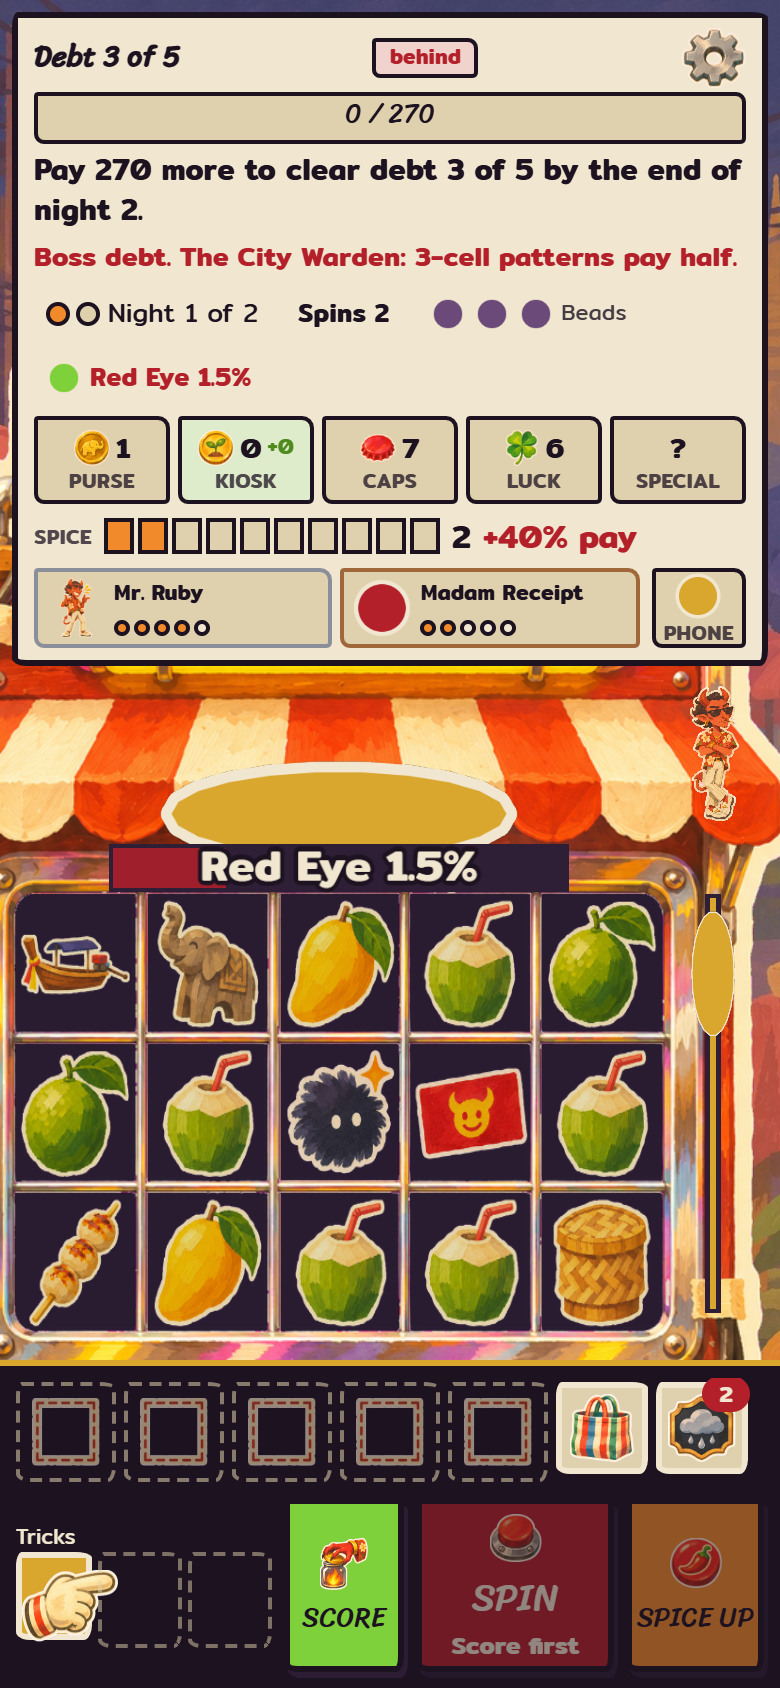 Debt 3 of 5
behind
0 / 270
Pay 270 more to clear debt 3 of 5 by the end of
night 2.
Boss debt. The City Warden: 3-cell patterns pay half.
Night 1 of 2
Spins 2
Beads
Red Eye 1.5%
1
PURSE
0 +0
KIOSK
7
CAPS
6
LUCK
?
SPECIAL
SPICE
2 +40% pay
Mr. Ruby
Madam Receipt
PHONE
Red Eye 1.5%
2
Tricks
SCORE
SPIN
Score first
SPICE UP